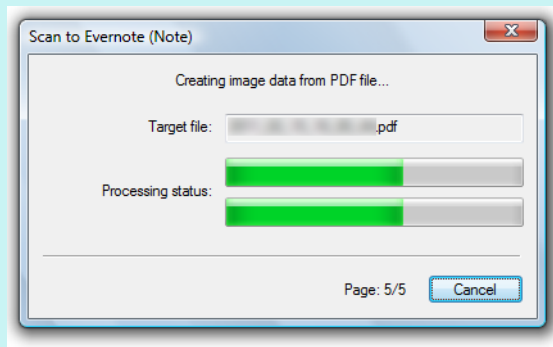 Scan to Evernote (Note)
Creating image data from PDF file...
Target file: .pdf
Processing status:
Page: 5/5 Cancel